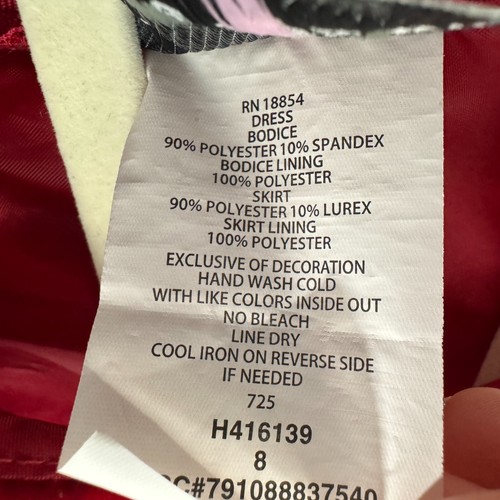 RN 18854
DRESS
BODICE
90% POLYESTER 10% SPANDEX
BODICE LINING
100% POLYESTER
SKIRT
90% POLYESTER 10% LUREX
SKIRT LINING
100% POLYESTER
EXCLUSIVE OF DECORATION
HAND WASH COLD
WITH LIKE COLORS INSIDE OUT
NO BLEACH
LINE DRY
COOL IRON ON REVERSE SIDE
IF NEEDED
725
H416139
8
#791088837540